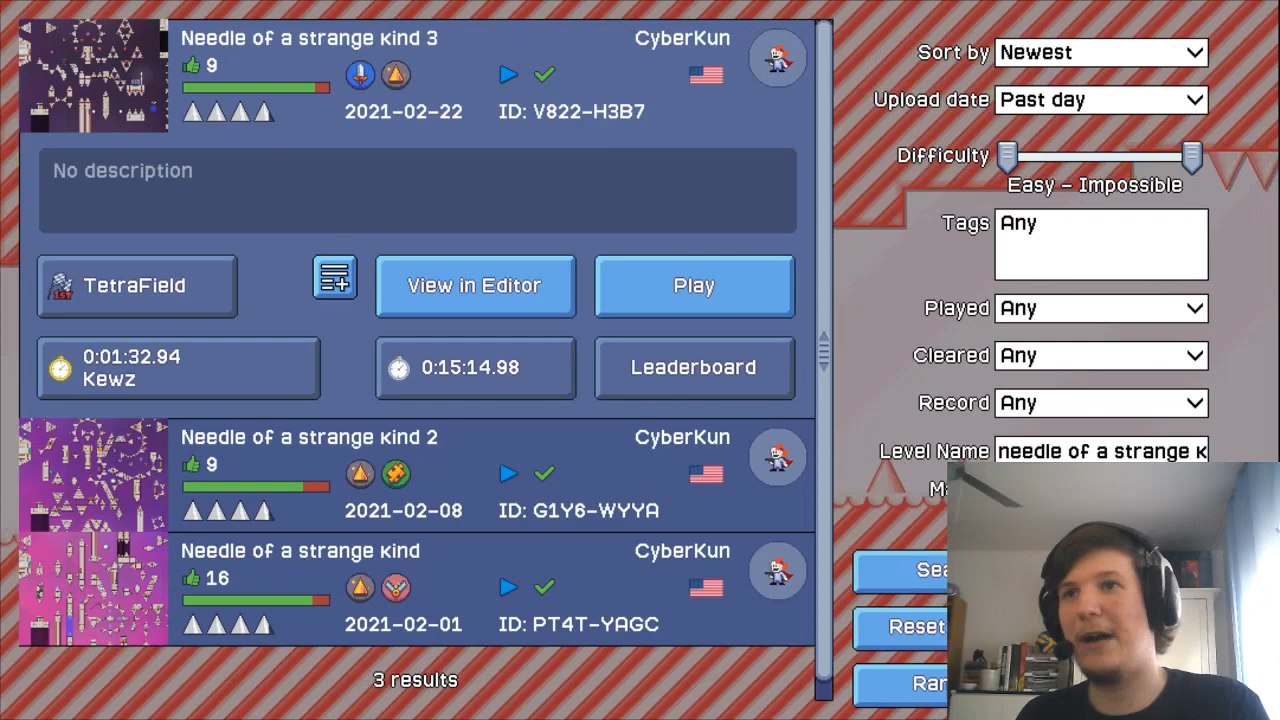 Needle of a strange kind 3
CyberKun
9
2021-02-22
ID: V822-H3B7
No description
1ST
TetraField
View in Editor
Play
0:01:32.94
Kewz
0:15:14.98
Leaderboard
Needle of a strange kind 2
CyberKun
9
2021-02-08
ID: G1Y6-WYYA
Needle of a strange kind
CyberKun
16
2021-02-01
ID: PT4T-YAGC
3 results
Sort by
Newest
Upload date
Past day
Difficulty
Easy – Impossible
Tags
Any
Played
Any
Cleared
Any
Record
Any
Level Name
needle of a strange k
Reset